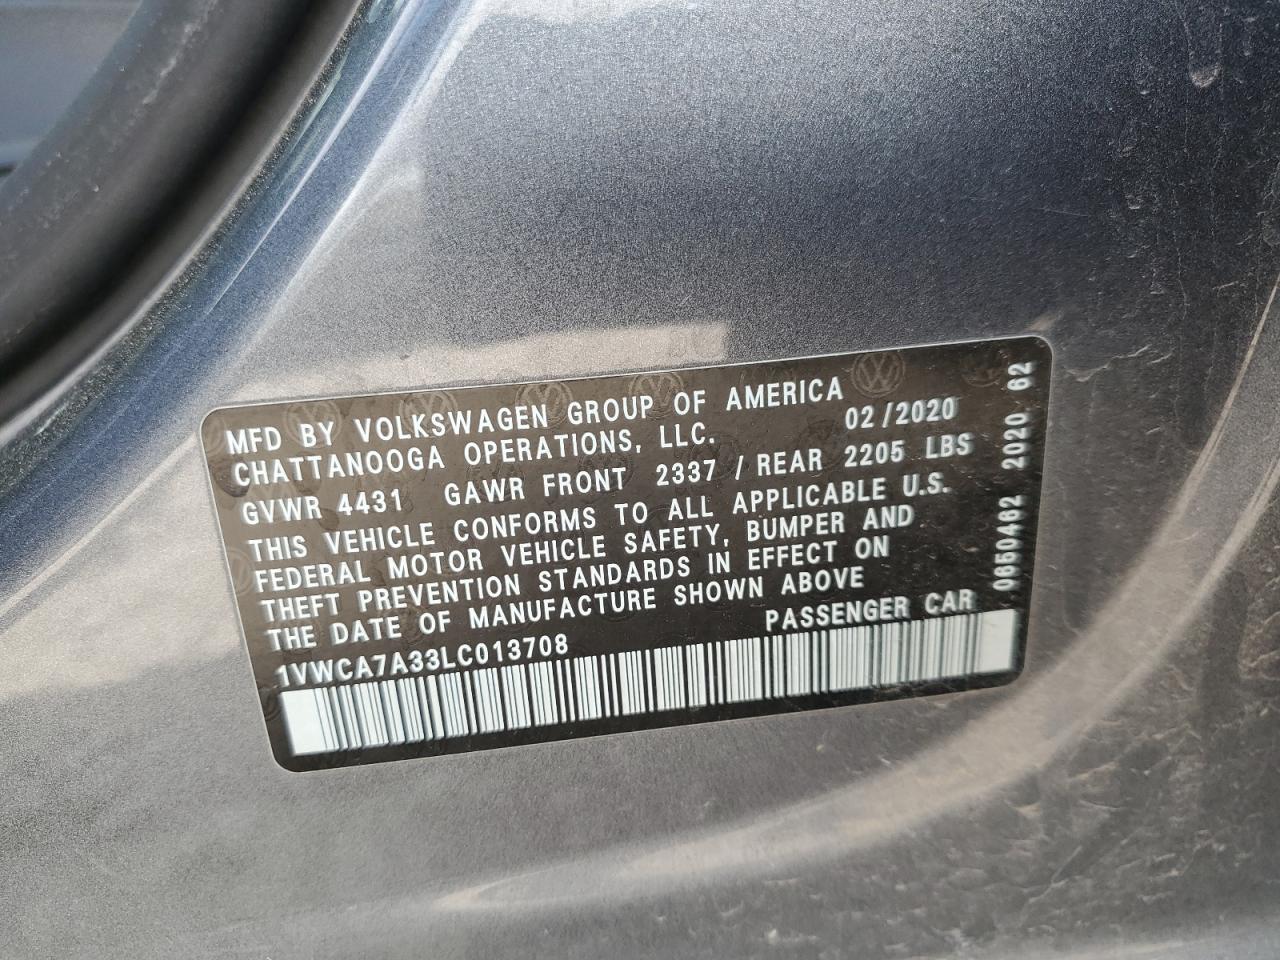 MFD BY VOLKSWAGEN GROUP OF AMERICA
CHATTANOOGA OPERATIONS, LLC. 02/2020
GVWR 4431 GAWR FRONT 2337 / REAR 2205 LBS
THIS VEHICLE CONFORMS TO ALL APPLICABLE U.S.
FEDERAL MOTOR VEHICLE SAFETY, BUMPER AND
THEFT PREVENTION STANDARDS IN EFFECT ON
THE DATE OF MANUFACTURE SHOWN ABOVE
1VWCA7A33LC013708 PASSENGER CAR
0650462 2020 62